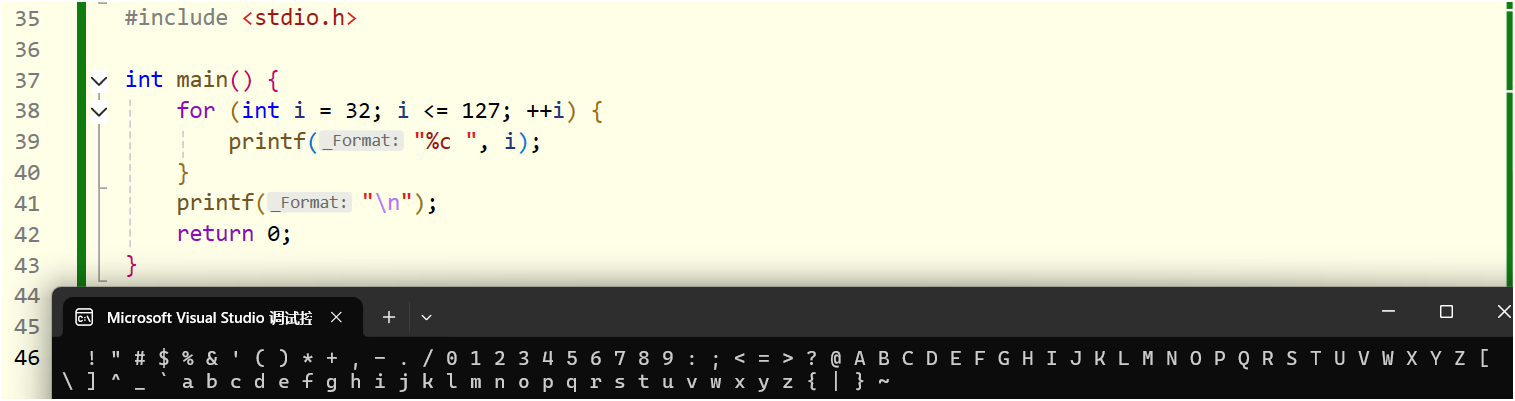 35 #include <stdio.h>
36
37 int main() {
38 for (int i = 32; i <= 127; ++i) {
39 printf(_Format: "%c ", i);
40 }
41 printf(_Format: "\n");
42 return 0;
43 }
44
45
46
Microsoft Visual Studio 调试控
! " # $ % & ' ( ) * + , - . / 0 1 2 3 4 5 6 7 8 9 : ; < = > ? @ A B C D E F G H I J K L M N O P Q R S T U V W X Y Z [
\ ] ^ _ ` a b c d e f g h i j k l m n o p q r s t u v w x y z { | } ~